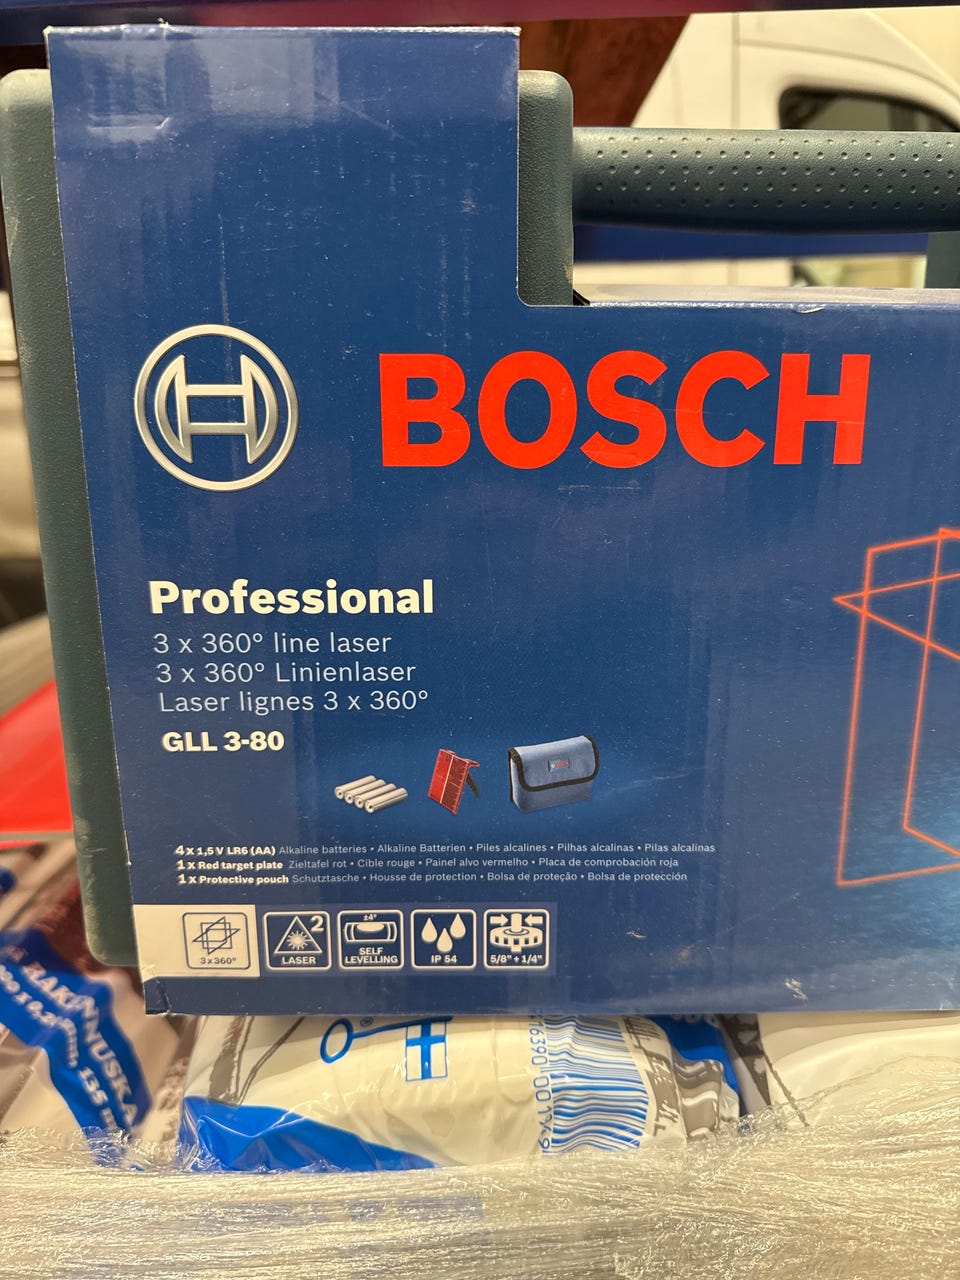 BOSCH
Professional
3 x 360° line laser
3 x 360° Linienlaser
Laser lignes 3 x 360°
GLL 3-80
4 x 1,5 V LR6 (AA) Alkaline batteries • Alkaline Batterien • Piles alcalines • Pilhas alcalinas • Pilas alcalinas
1 x Red target plate Zieltafel rot • Cible rouge • Painel alvo vermelho • Placa de comprobación roja
1 x Protective pouch Schutztasche • Housse de protection • Bolsa de proteção • Bolsa de protección
3x360°
2
LASER
±4°
SELF
LEVELLING
IP 54
5/8" + 1/4"